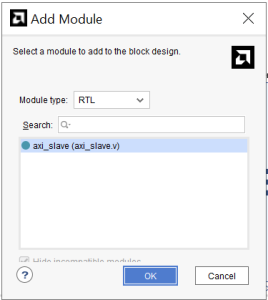 Add Module
Select a module to add to the block design.
Module type: RTL
Search: Q-
axi_slave (axi_slave.v)
Hide incompatible modules
? OK Cancel